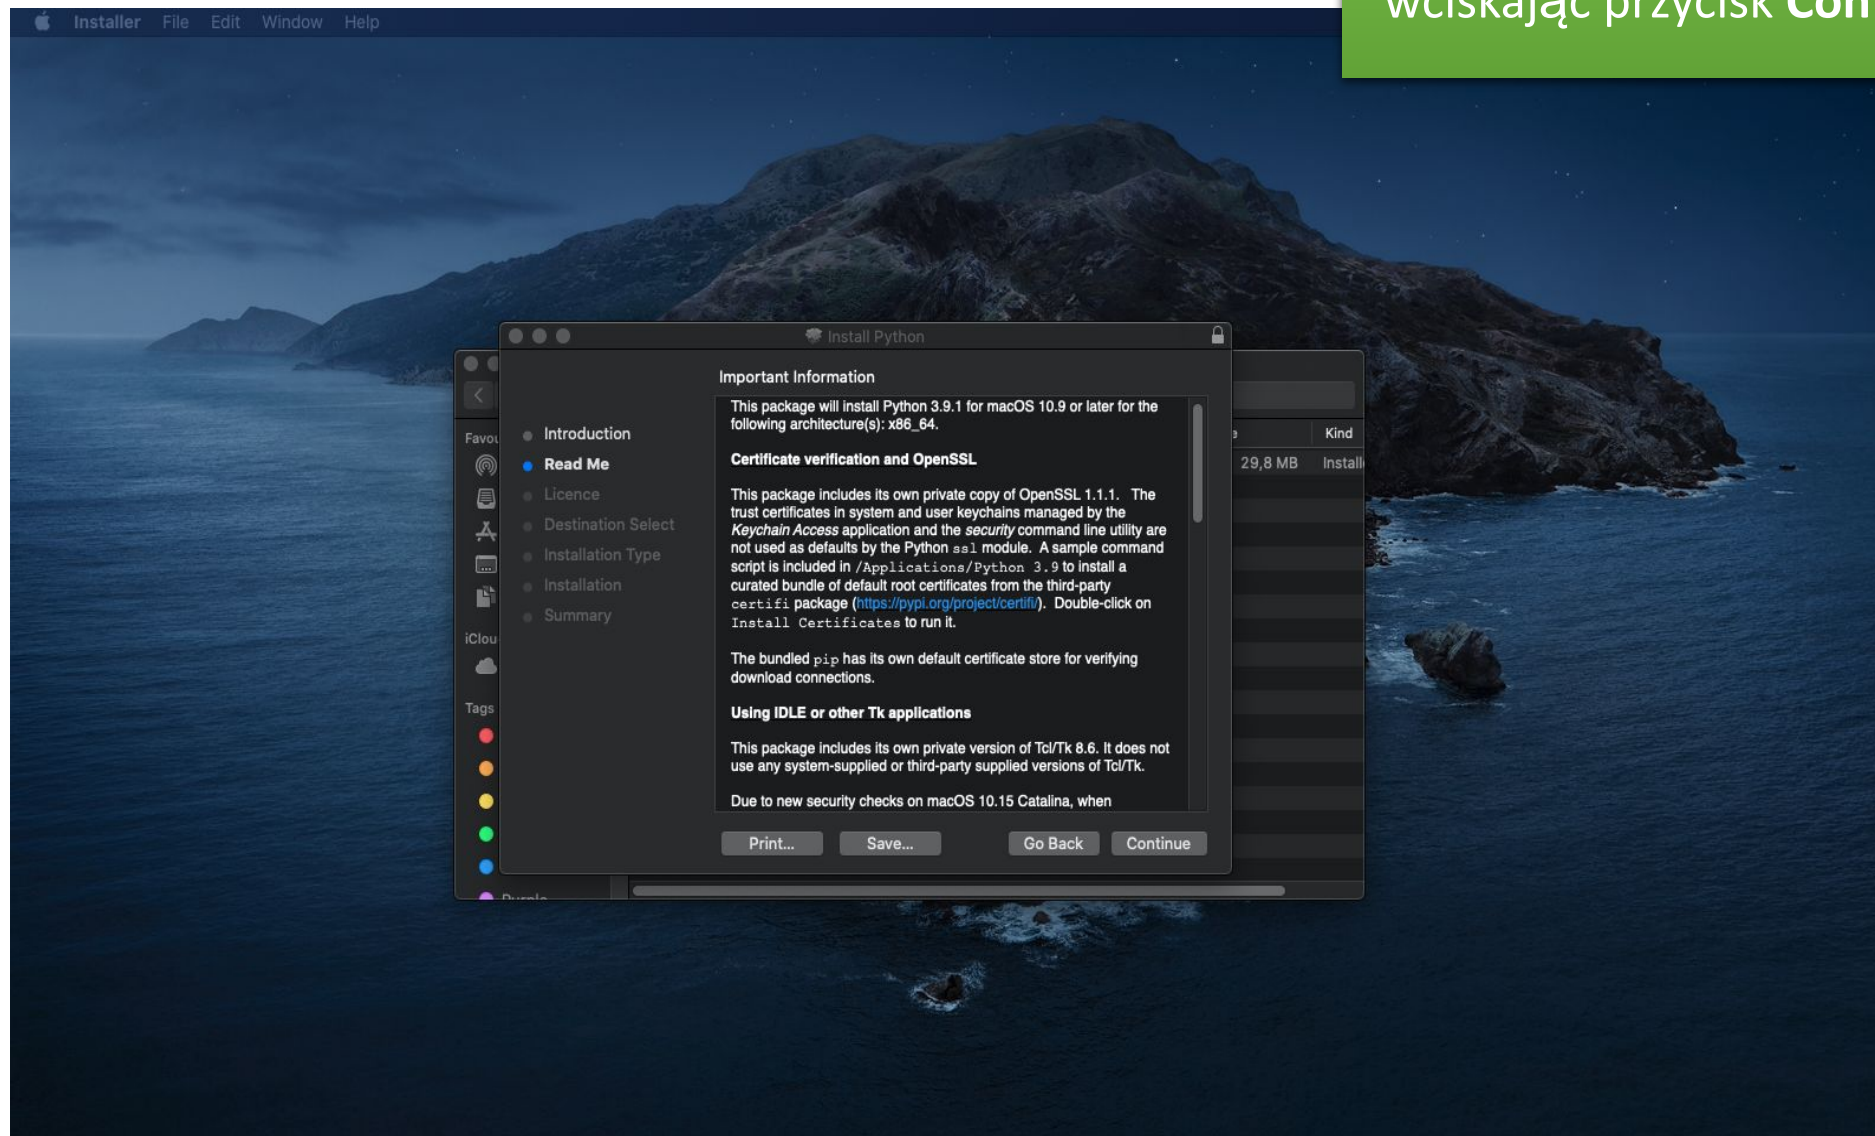 wciskając przycisk Con
Installer File Edit Window Help
Install Python
Important Information
This package will install Python 3.9.1 for macOS 10.9 or later for the
following architecture(s): x86_64.
Certificate verification and OpenSSL
This package includes its own private copy of OpenSSL 1.1.1. The
trust certificates in system and user keychains managed by the
Keychain Access application and the security command line utility are
not used as defaults by the Python ssl module. A sample command
script is included in /Applications/Python 3.9 to install a
curated bundle of default root certificates from the third-party
certifi package (https://pypi.org/project/certifi/). Double-click on
Install Certificates to run it.
The bundled pip has its own default certificate store for verifying
download connections.
Using IDLE or other Tk applications
This package includes its own private version of Tcl/Tk 8.6. It does not
use any system-supplied or third-party supplied versions of Tcl/Tk.
Due to new security checks on macOS 10.15 Catalina, when
Introduction
Read Me
Licence
Destination Select
Installation Type
Installation
Summary
Print... Save... Go Back Continue
Favou
iClou
Tags
Purple
e Kind
29,8 MB Install